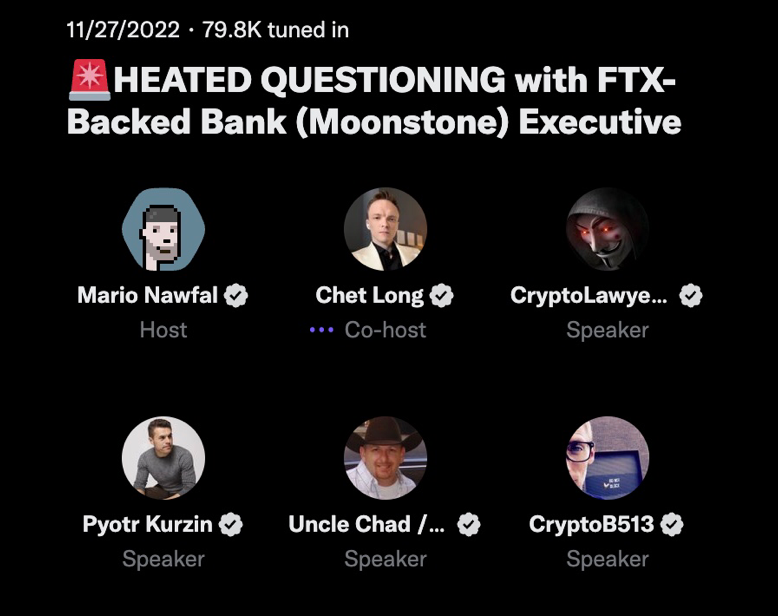 11/27/2022 · 79.8K tuned in
🚨HEATED QUESTIONING with FTX-
Backed Bank (Moonstone) Executive
Mario Nawfal
Chet Long
CryptoLawye...
Host
Co-host
Speaker
Pyotr Kurzin
Uncle Chad /...
CryptoB513
Speaker
Speaker
Speaker